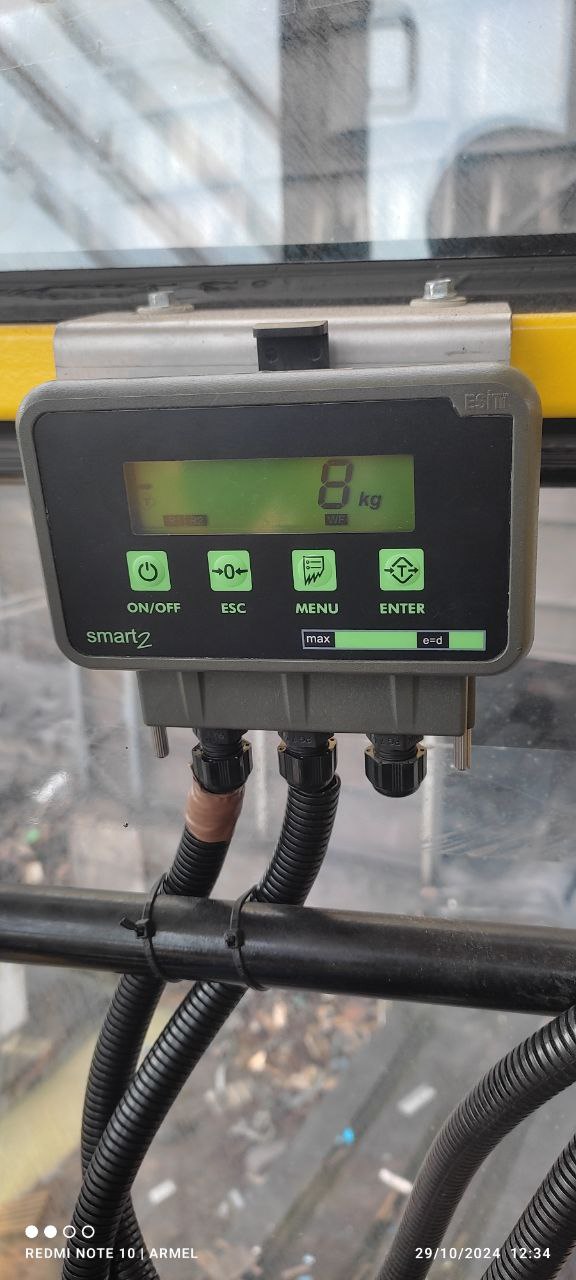 ESIT
8 kg
ON/OFF ESC MENU ENTER
smart2
max e=d
REDMI NOTE 10 | ARMEL
29/10/2024 12:34